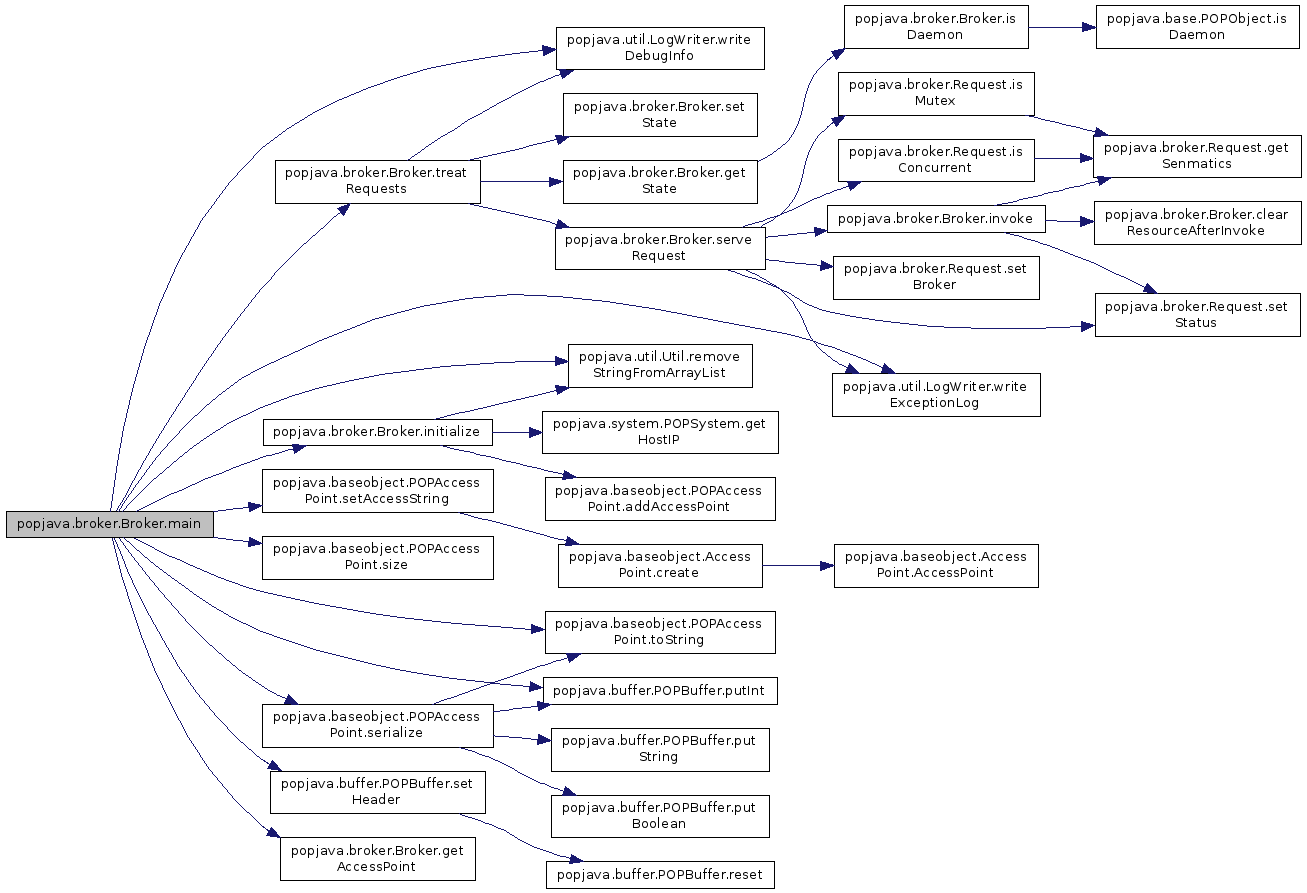 popjava.broker.Broker.main
popjava.util.LogWriter.write
DebugInfo
popjava.broker.Broker.treat
Requests
popjava.broker.Broker.set
State
popjava.broker.Broker.get
State
popjava.broker.Broker.serve
Request
popjava.broker.Broker.is
Daemon
popjava.base.POPObject.is
Daemon
popjava.broker.Request.is
Mutex
popjava.broker.Request.is
Concurrent
popjava.broker.Request.get
Senmatics
popjava.broker.Broker.invoke
popjava.broker.Broker.clear
ResourceAfterInvoke
popjava.broker.Request.set
Broker
popjava.broker.Request.set
Status
popjava.util.LogWriter.write
ExceptionLog
popjava.util.Util.remove
StringFromArrayList
popjava.broker.Broker.initialize
popjava.system.POPSystem.get
HostIP
popjava.baseobject.POPAccess
Point.addAccessPoint
popjava.baseobject.POPAccess
Point.setAccessString
popjava.baseobject.POPAccess
Point.size
popjava.baseobject.Access
Point.create
popjava.baseobject.Access
Point.AccessPoint
popjava.baseobject.POPAccess
Point.toString
popjava.buffer.POPBuffer.putInt
popjava.baseobject.POPAccess
Point.serialize
popjava.buffer.POPBuffer.put
String
popjava.buffer.POPBuffer.put
Boolean
popjava.buffer.POPBuffer.set
Header
popjava.broker.Broker.get
AccessPoint
popjava.buffer.POPBuffer.reset